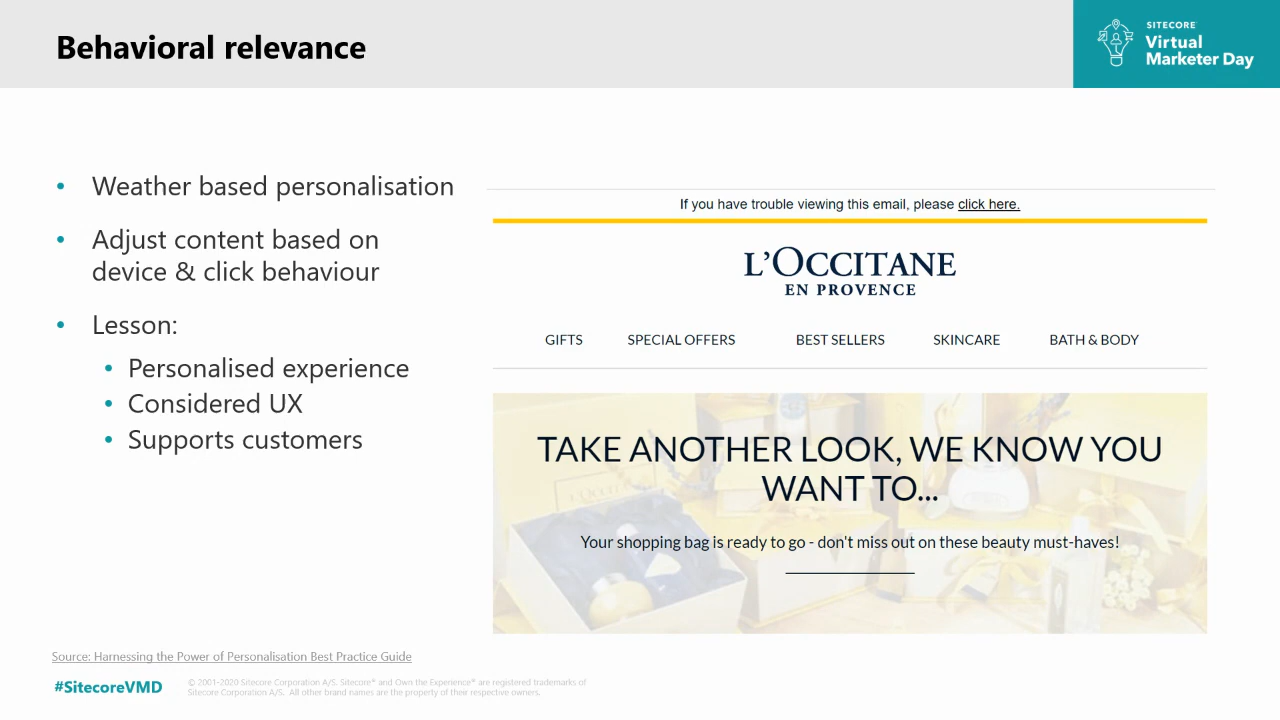 Behavioral relevance
SITECORE
Virtual
Marketer Day
• Weather based personalisation
• Adjust content based on
device & click behaviour
• Lesson:
• Personalised experience
• Considered UX
• Supports customers
If you have trouble viewing this email, please click here.
L'OCCITANE
EN PROVENCE
GIFTS SPECIAL OFFERS BEST SELLERS SKINCARE BATH & BODY
TAKE ANOTHER LOOK, WE KNOW YOU
WANT TO...
Your shopping bag is ready to go - don't miss out on these beauty must-haves!
Source: Harnessing the Power of Personalisation Best Practice Guide
#SitecoreVMD
© 2001-2020 Sitecore Corporation A/S. Sitecore® and Own the Experience® are registered trademarks of
Sitecore Corporation A/S. All other brand names are the property of their respective owners.